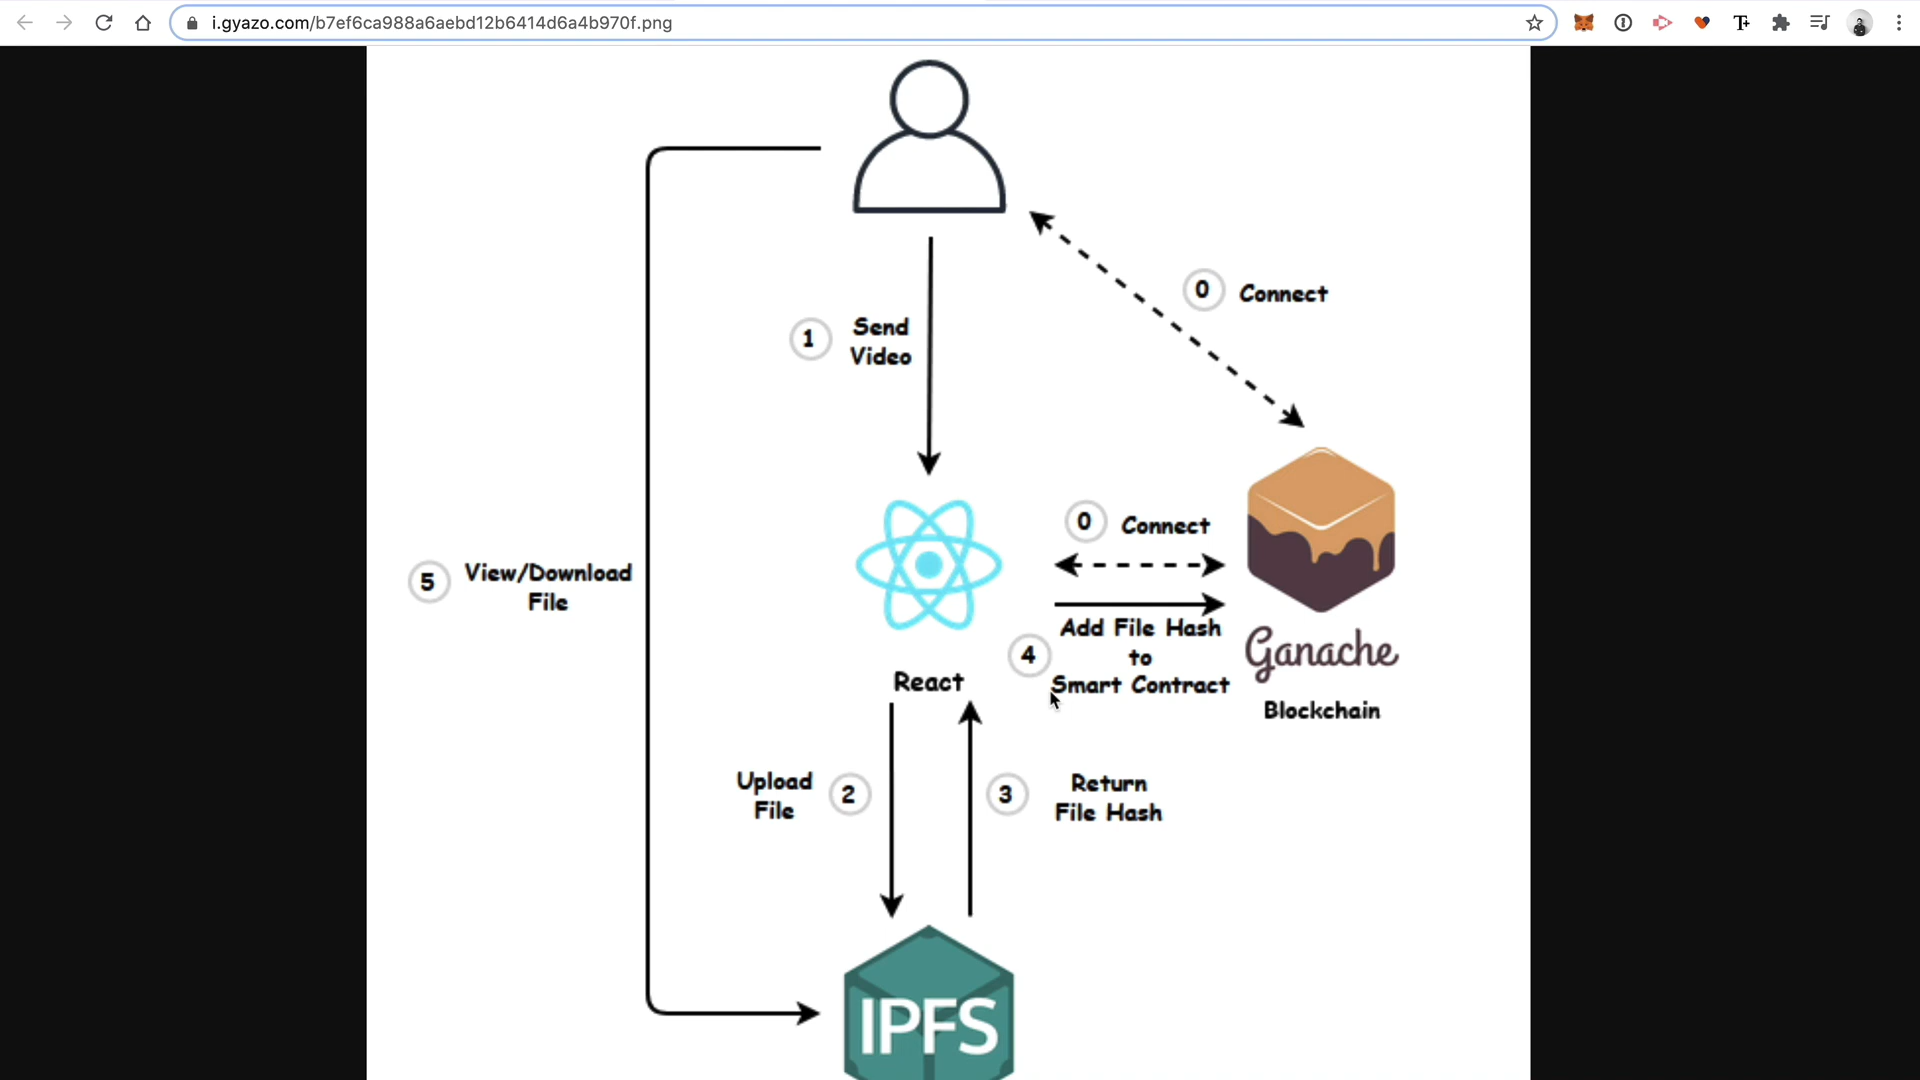 i.gyazo.com/b7ef6ca988a6aebd12b6414d6a4b970f.png
0 Connect
1 Send
Video
0 Connect
5 View/Download
File
Add File Hash
4 to
Smart Contract
Ganache
React
Blockchain
Upload
File
2
3
Return
File Hash
IPFS